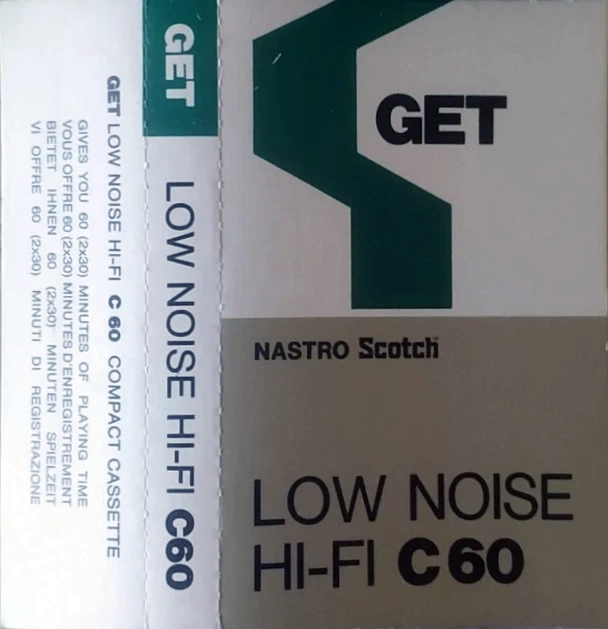 GET LOW NOISE HI-FI C 60 COMPACT CASSETTE
GIVES YOU 60 (2x30) MINUTES OF PLAYING TIME
VOUS OFFRE 60 (2x30) MINUTES D'ENREGISTREMENT
BIETET IHNEN 60 (2x30) MINUTEN SPIELZEIT
VI OFFRE 60 (2x30) MINUTI DI REGISTRAZIONE
GET LOW NOISE HI-FI C60
GET
NASTRO Scotch
LOW NOISE
HI-FI C60